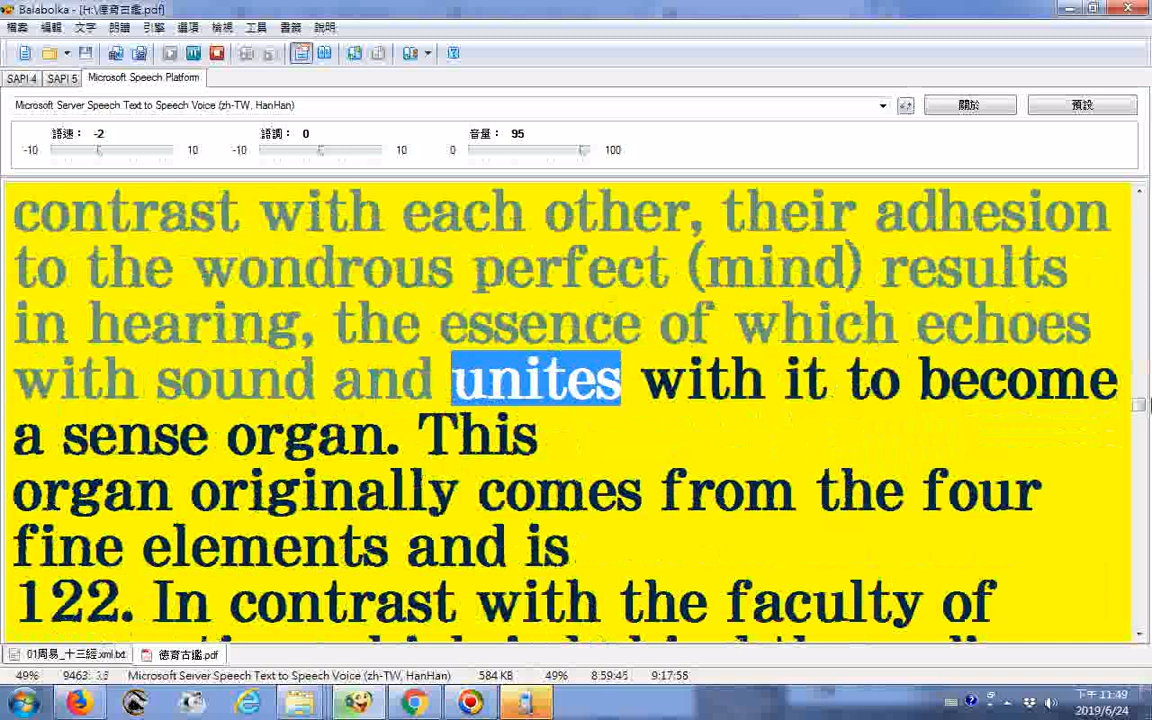 Balabolka - [H:\德育古鑑.pdf]
檔案 編輯 文字 朗讀 引擎 選項 檢視 工具 書籤 說明
SAPI 4 SAPI 5 Microsoft Speech Platform
Microsoft Server Speech Text to Speech Voice (zh-TW, HanHan) 關於 預設
語速： -2 語調： 0 音量： 95
-10 10 -10 10 0 100
contrast with each other, their adhesion
to the wondrous perfect (mind) results
in hearing, the essence of which echoes
with sound and unites with it to become
a sense organ. This
organ originally comes from the four
fine elements and is
122. In contrast with the faculty of
01周易_十三經.xml.txt 德育古鑑.pdf
49% Microsoft Server Speech Text to Speech Voice (zh-TW, HanHan) 584 KB 49% 8:59:45 9:17:58
下午 11:49
2019/6/24